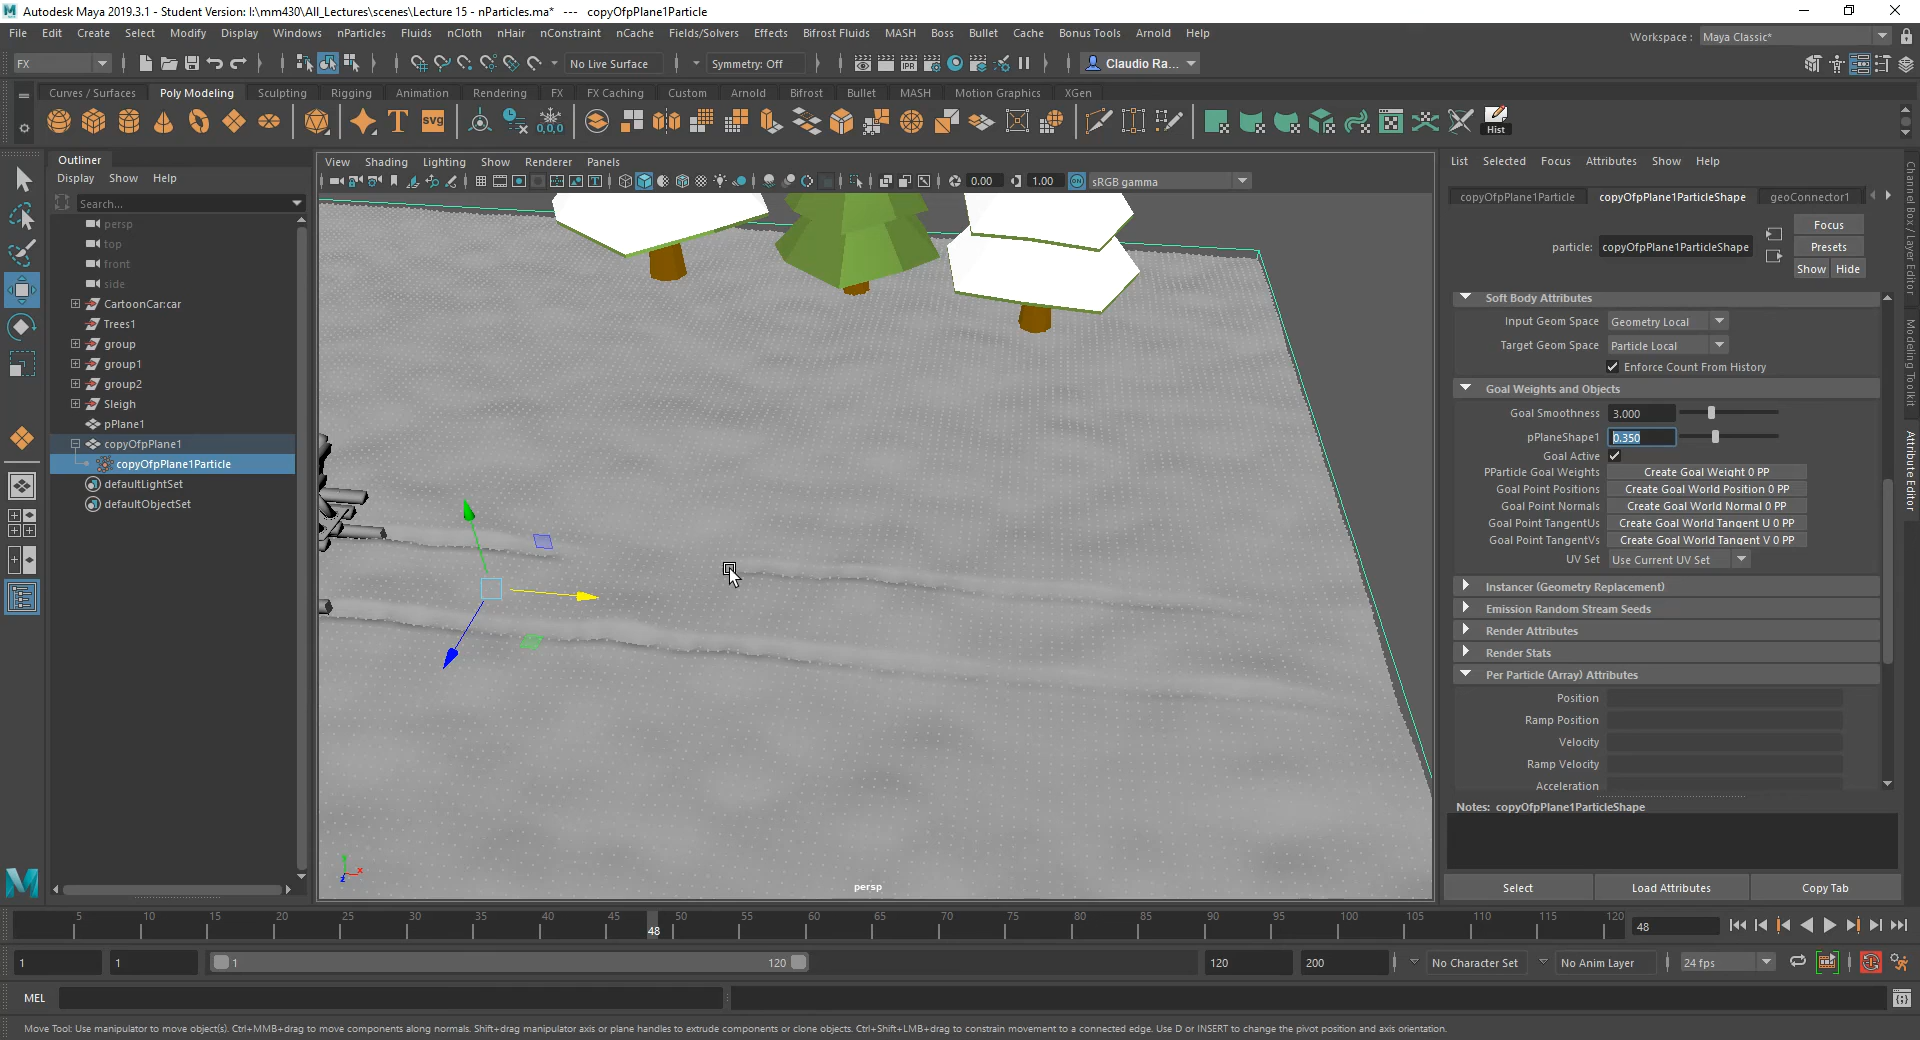 Autodesk Maya 2019.3.1 - Student Version: I:\mm430\All_Lectures\scenes\Lecture 15 - nParticles.ma* --- copyOfpPlane1Particle
File Edit Create Select Modify Display Windows nParticles Fluids nCloth nHair nConstraint nCache Fields/Solvers Effects Bifrost Fluids MASH Boss Bullet Cache Bonus Tools Arnold Help
Workspace : Maya Classic*
FX No Live Surface Symmetry: Off Claudio Ra...
Curves / Surfaces Poly Modeling Sculpting Rigging Animation Rendering FX FX Caching Custom Arnold Bifrost Bullet MASH Motion Graphics XGen
T svg 0,0,0 Hist
Outliner
Display Show Help
Search...
persp
top
front
side
CartoonCar:car
Trees1
group
group1
group2
Sleigh
pPlane1
copyOfpPlane1
copyOfpPlane1Particle
defaultLightSet
defaultObjectSet
View Shading Lighting Show Renderer Panels
0.00 1.00 ON sRGB gamma
persp
List Selected Focus Attributes Show Help
copyOfpPlane1Particle copyOfpPlane1ParticleShape geoConnector1
particle: copyOfpPlane1ParticleShape
Focus
Presets
Show Hide
Soft Body Attributes
Input Geom Space Geometry Local
Target Geom Space Particle Local
Enforce Count From History
Goal Weights and Objects
Goal Smoothness 3.000
pPlaneShape1 0.350
Goal Active
PParticle Goal Weights Create Goal Weight 0 PP
Goal Point Positions Create Goal World Position 0 PP
Goal Point Normals Create Goal World Normal 0 PP
Goal Point TangentUs Create Goal World Tangent U 0 PP
Goal Point TangentVs Create Goal World Tangent V 0 PP
UV Set Use Current UV Set
Instancer (Geometry Replacement)
Emission Random Stream Seeds
Render Attributes
Render Stats
Per Particle (Array) Attributes
Position
Ramp Position
Velocity
Ramp Velocity
Acceleration
Notes: copyOfpPlane1ParticleShape
Select Load Attributes Copy Tab
Channel Box / Layer Editor
Modeling Toolkit
Attribute Editor
5 10 15 20 25 30 35 40 45 50 55 60 65 70 75 80 85 90 95 100 105 110 115 120
48 48
1 1 1 120 120 200 No Character Set No Anim Layer 24 fps
MEL
Move Tool: Use manipulator to move object(s). Ctrl+MMB+drag to move components along normals. Shift+drag manipulator axis or plane handles to extrude components or clone objects. Ctrl+Shift+LMB+drag to constrain movement to a connected edge. Use D or INSERT to change the pivot position and axis orientation.